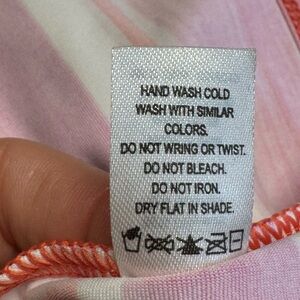 HAND WASH COLD
WASH WITH SIMILAR
COLORS.
DO NOT WRING OR TWIST.
DO NOT BLEACH.
DO NOT IRON.
DRY FLAT IN SHADE.